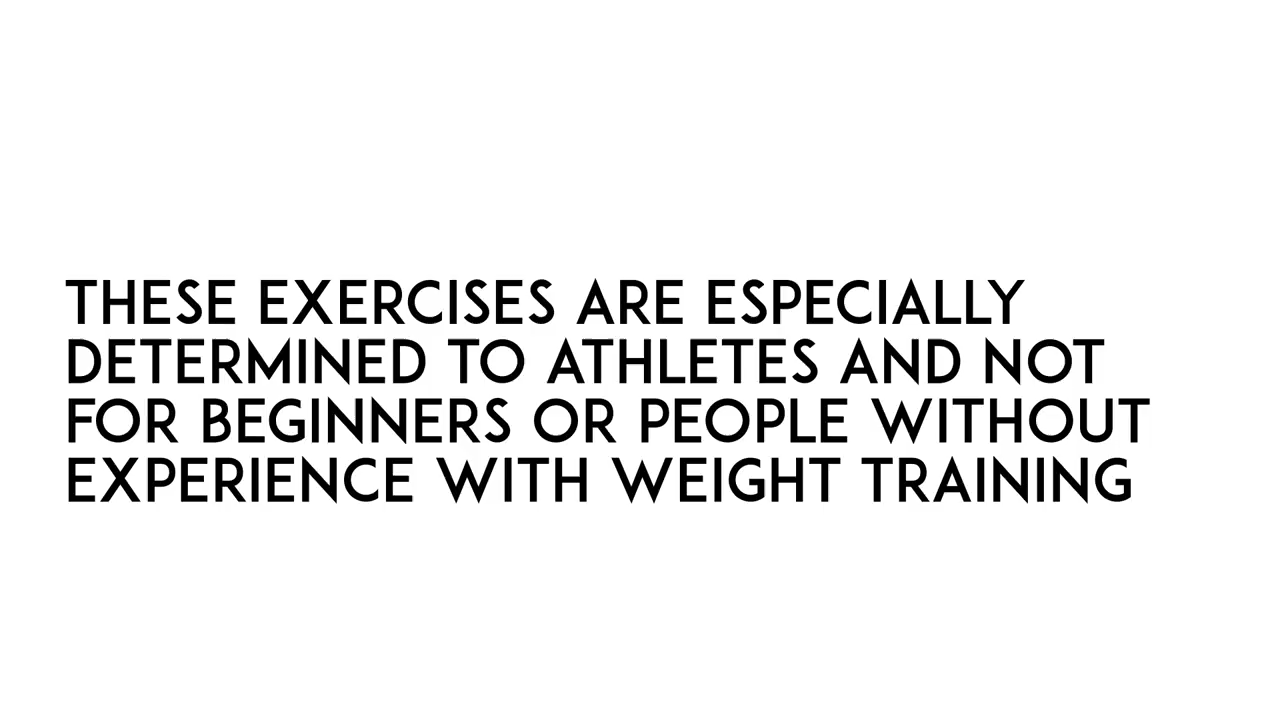 THESE EXERCISES ARE ESPECIALLY
DETERMINED TO ATHLETES AND NOT
FOR BEGINNERS OR PEOPLE WITHOUT
EXPERIENCE WITH WEIGHT TRAINING